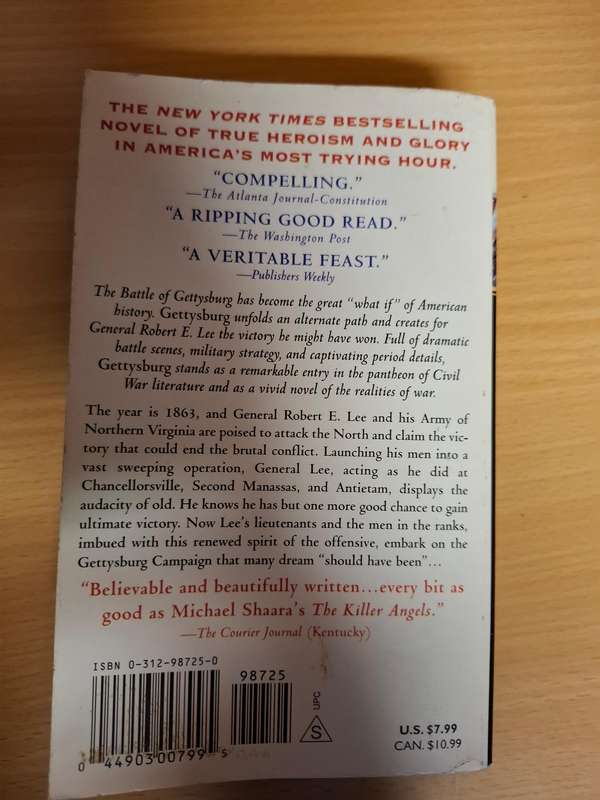 THE NEW YORK TIMES BESTSELLING
NOVEL OF TRUE HEROISM AND GLORY
IN AMERICA'S MOST TRYING HOUR.
"COMPELLING."
—The Atlanta Journal-Constitution
"A RIPPING GOOD READ."
—The Washington Post
"A VERITABLE FEAST."
—Publishers Weekly
The Battle of Gettysburg has become the great "what if" of American
history. Gettysburg unfolds an alternate path and creates for
General Robert E. Lee the victory he might have won. Full of dramatic
battle scenes, military strategy, and captivating period details,
Gettysburg stands as a remarkable entry in the pantheon of Civil
War literature and as a vivid novel of the realities of war.
The year is 1863, and General Robert E. Lee and his Army of
Northern Virginia are poised to attack the North and claim the vic-
tory that could end the brutal conflict. Launching his men into a
vast sweeping operation, General Lee, acting as he did at
Chancellorsville, Second Manassas, and Antietam, displays the
audacity of old. He knows he has but one more good chance to gain
ultimate victory. Now Lee's lieutenants and the men in the ranks,
imbued with this renewed spirit of the offensive, embark on the
Gettysburg Campaign that many dream "should have been"...
"Believable and beautifully written...every bit as
good as Michael Shaara's The Killer Angels."
—The Courier Journal (Kentucky)
ISBN 0-312-98725-0
98725
UPC
S
0 4490300799 5
U.S. $7.99
CAN. $10.99